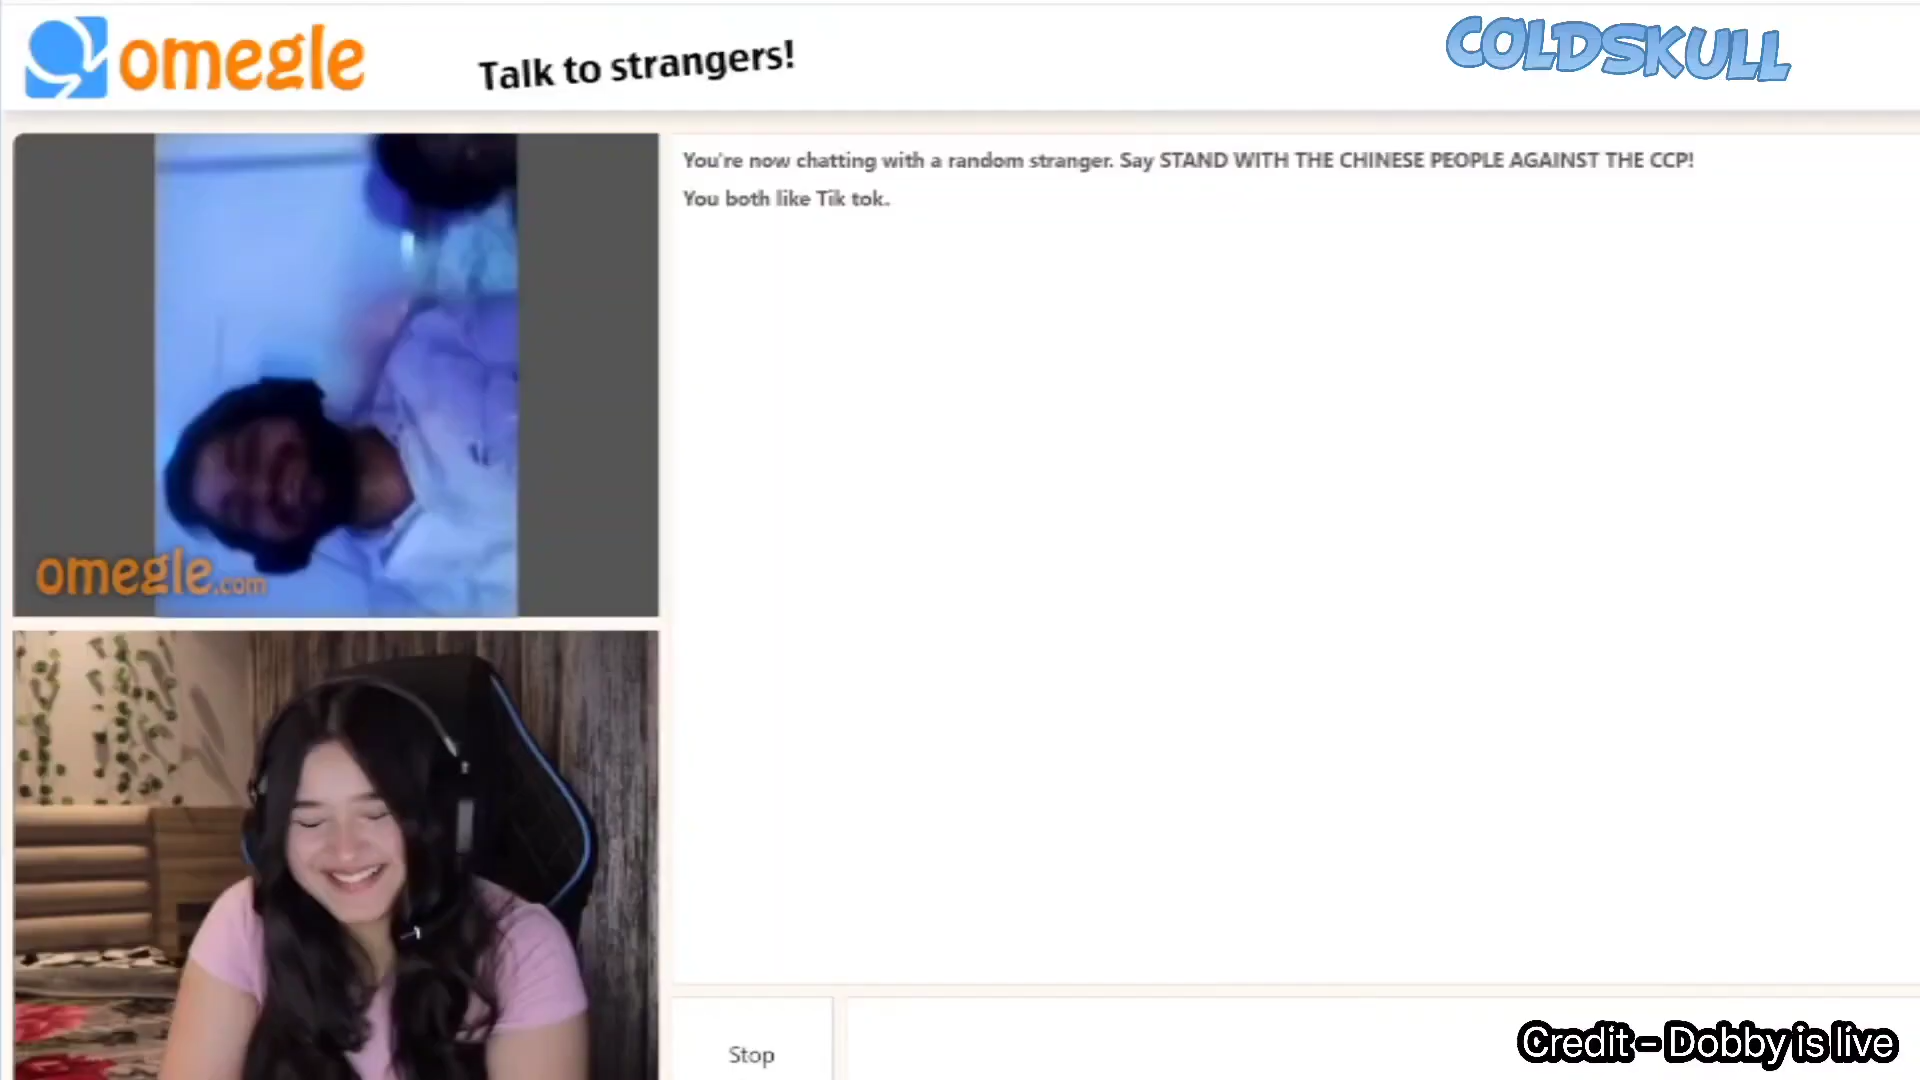 omegle
Talk to strangers!
COLDSKULL
You're now chatting with a random stranger. Say STAND WITH THE CHINESE PEOPLE AGAINST THE CCP!
You both like Tik tok.
omegle.com
Stop
Credit - Dobby is live